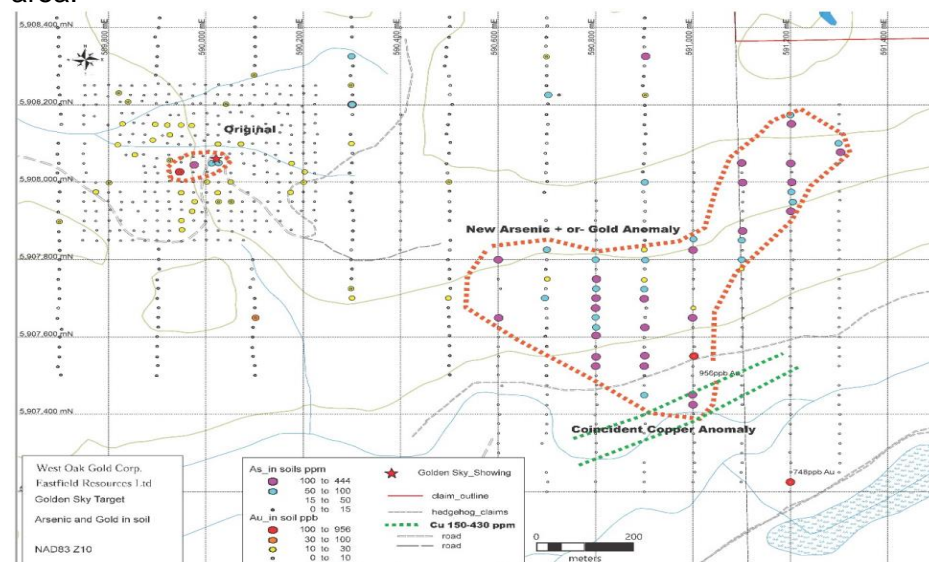 area.
5,908,400 mN
589,800 mE
590,000 mE
590,200 mE
590,400 mE
590,600 mE
590,800 mE
591,000 mE
591,200 mE
591,400 mE
5,908,200 mN
Original
5,908,000 mN
New Arsenic + or- Gold Anomaly
5,907,800 mN
5,907,600 mN
956ppb Au
5,907,400 mN
Coincident Copper Anomaly
748ppb Au
West Oak Gold Corp.
Eastfield Resources Ltd
Golden Sky Target
Arsenic and Gold in soil
NAD83 Z10
As_in soils ppm
100 to 444
50 to 100
15 to 50
0 to 15
Au_in soil ppb
100 to 956
30 to 100
10 to 30
0 to 10
Golden Sky_Showing
claim_outline
hedgehog_claims
Cu 150-430 ppm
road
road
0
200
meters